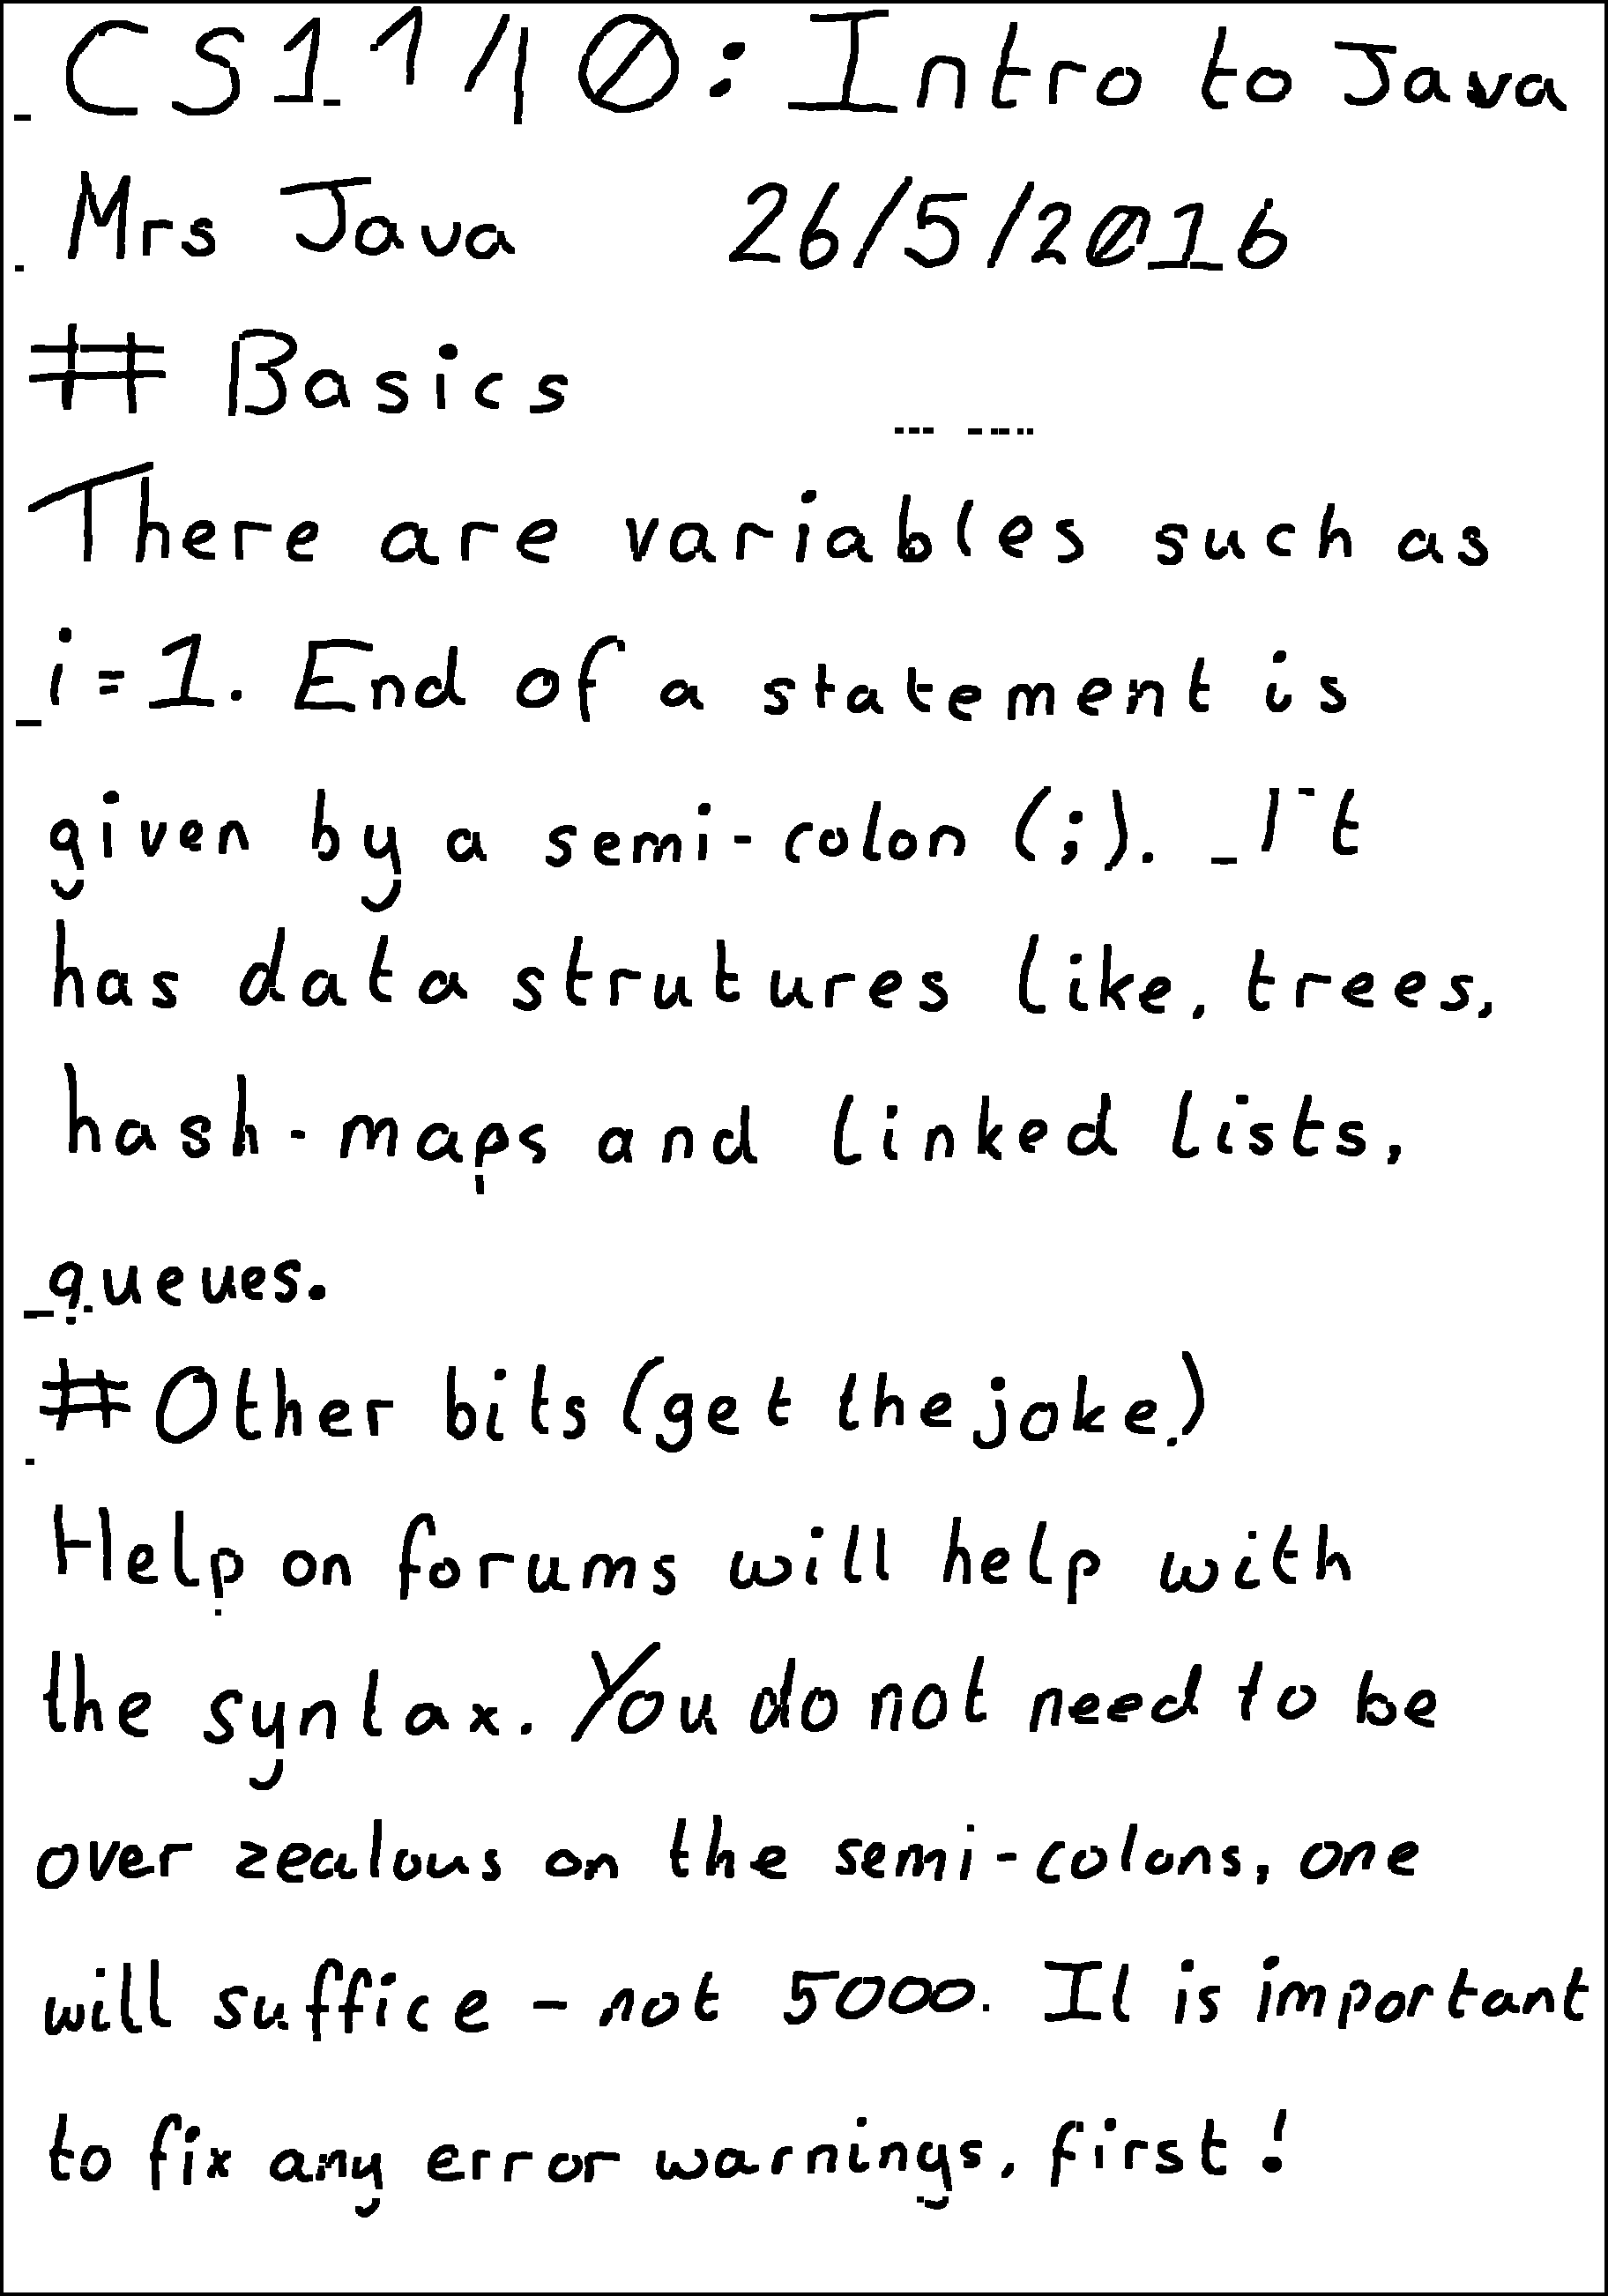 CS1110: Intro to Java
Mrs Java 26/5/2016
# Basics
There are variables such as
i = 1. End of a statement is
given by a semi-colon (;). It
has data strutures like, trees,
hash-maps and linked lists,
queues.
# Other bits (get the joke.)
Help on forums will help with
the syntax. You do not need to be
over zealous on the semi-colons, one
will suffice - not 5000. It is important
to fix any error warnings, first!